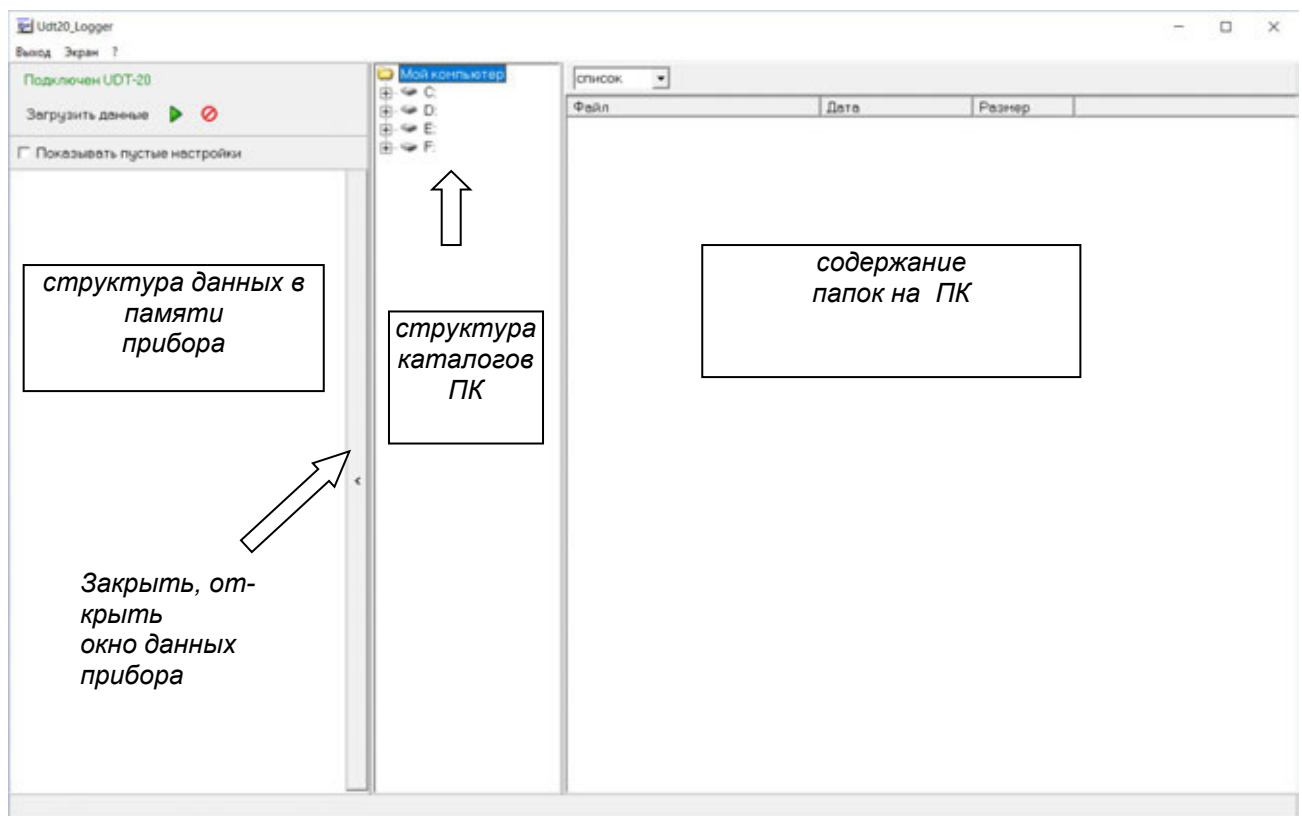 Udt20_Logger
Выход Экран ?
Подключен UDT-20
Загрузить данные
Показывать пустые настройки
структура данных в
памяти
прибора
Закрыть, от-
крыть
окно данных
прибора
Мой компьютер
C:
D:
E:
F:
структура
каталогов
ПК
список
Файл Дата Размер
содержание
папок на ПК